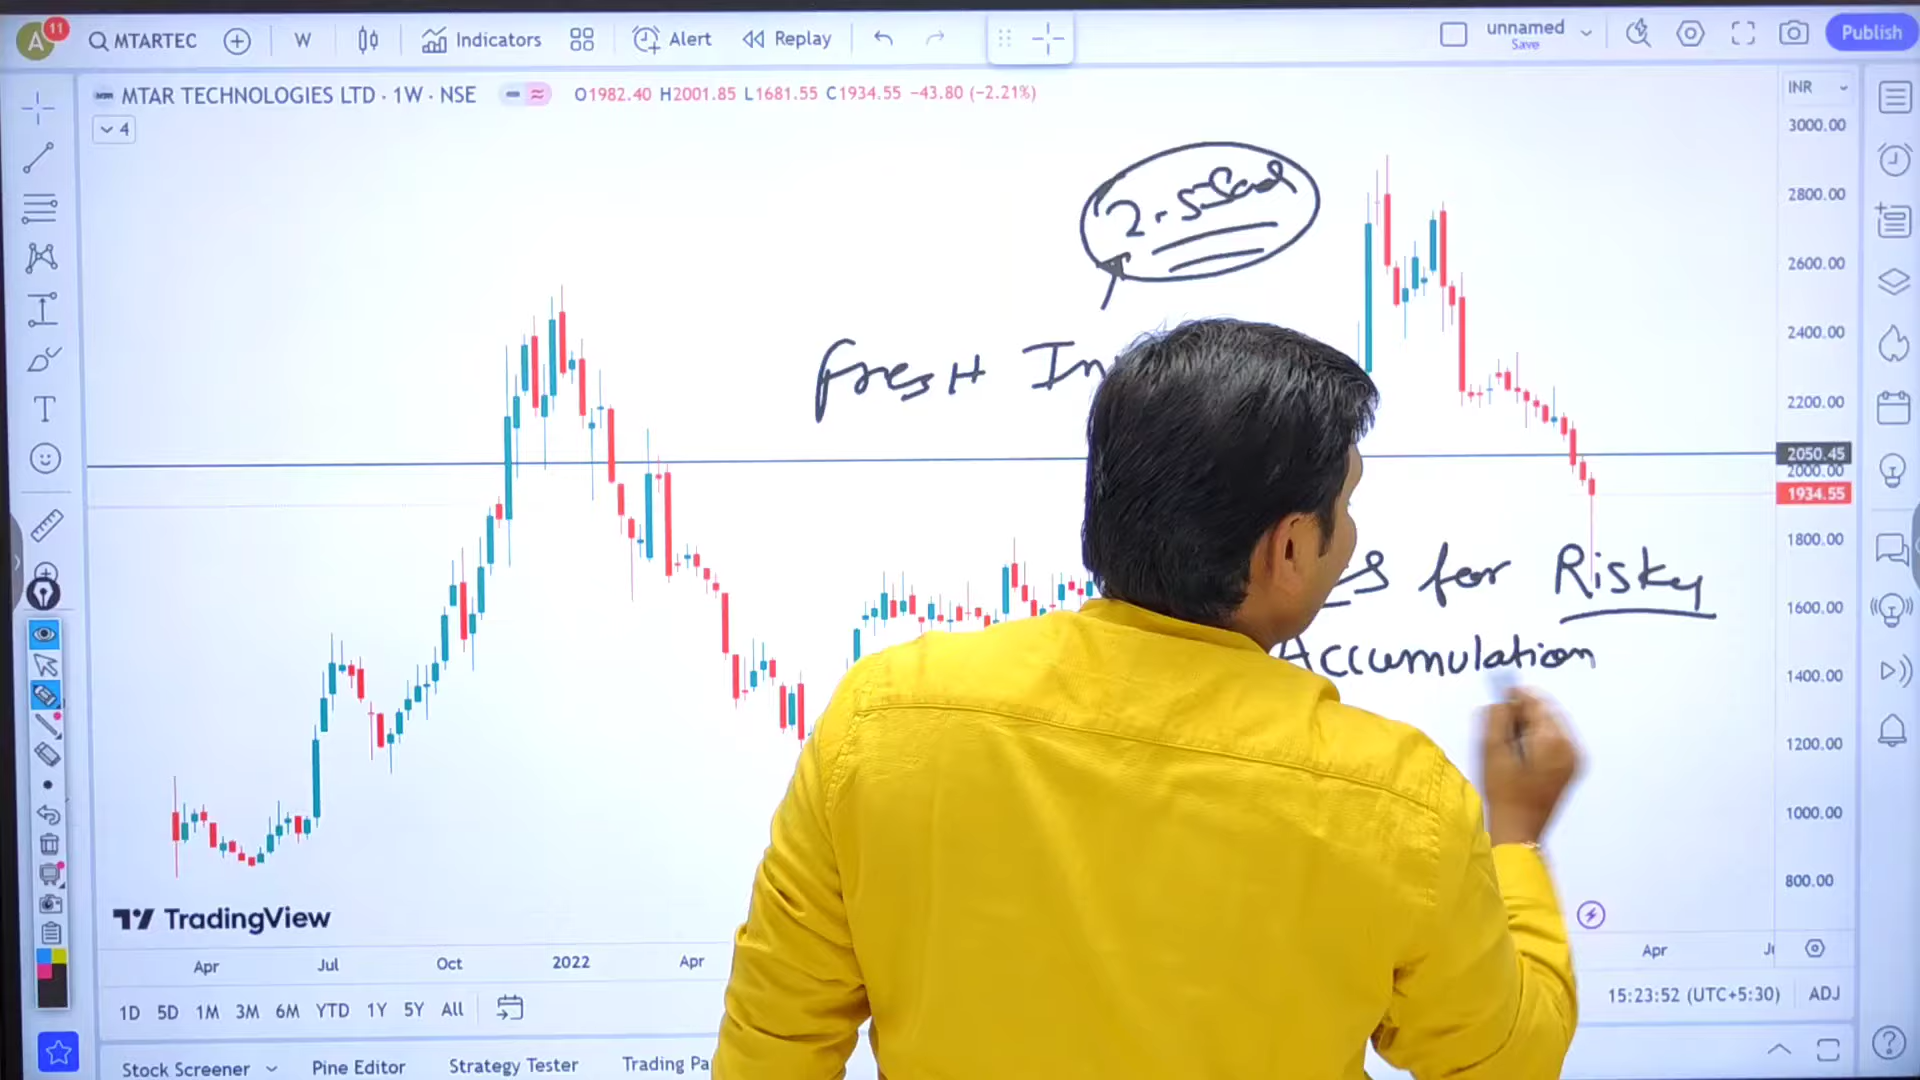 A 11 MTARTEC W Indicators Alert Replay unnamed Save Publish
MTAR TECHNOLOGIES LTD · 1W · NSE O1982.40 H2001.85 L1681.55 C1934.55 −43.80 (−2.21%) INR
4
3000.00
2800.00
2600.00
2400.00
2200.00
2050.45
2000.00
1934.55
1800.00
1600.00
1400.00
1200.00
1000.00
800.00
2.5
Fresh In
for Risky
Accumulation
TradingView
Apr Jul Oct 2022 Apr Apr
1D 5D 1M 3M 6M YTD 1Y 5Y All 15:23:52 (UTC+5:30) ADJ
Stock Screener Pine Editor Strategy Tester Trading Pa